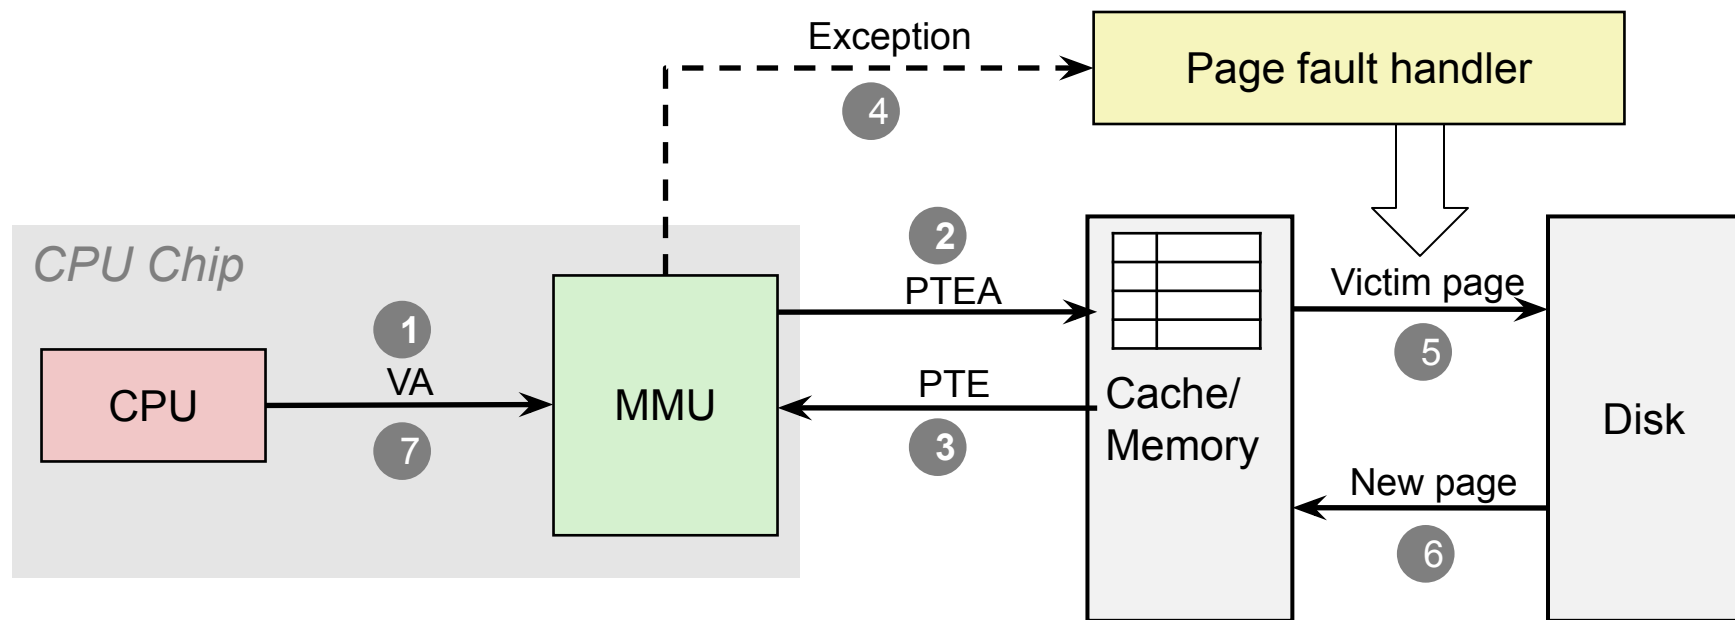 Exception
4
Page fault handler
CPU Chip
2
PTEA
Victim page
5
1
VA
CPU
7
MMU
PTE
3
Cache/
Memory
Disk
New page
6